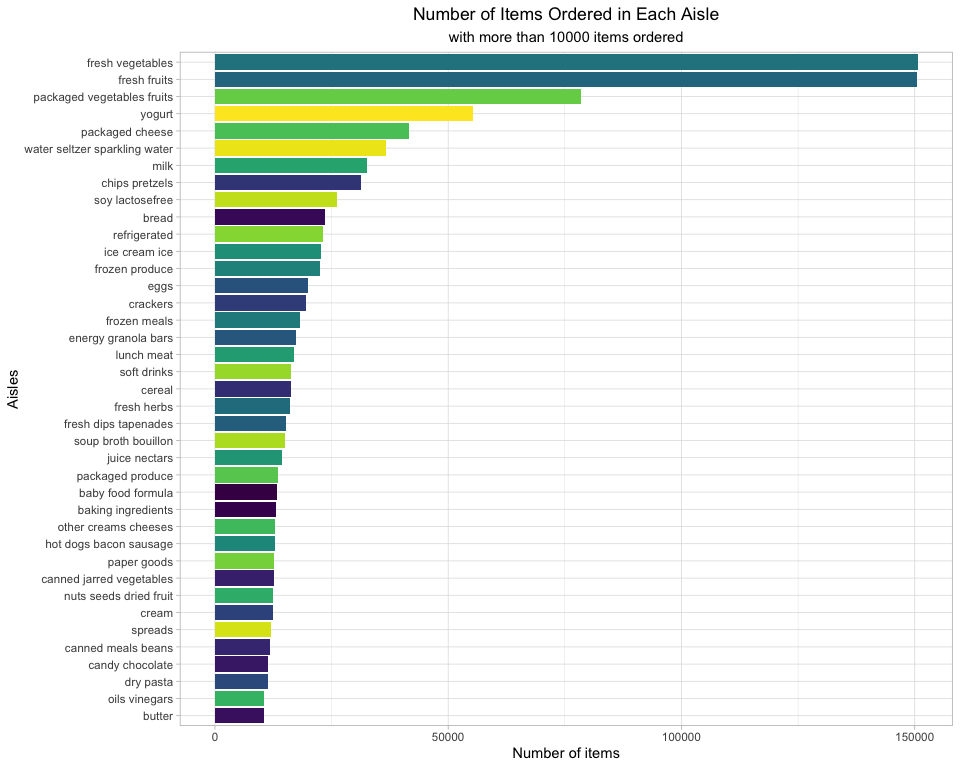 Number of Items Ordered in Each Aisle
with more than 10000 items ordered
fresh vegetables
fresh fruits
packaged vegetables fruits
yogurt
packaged cheese
water seltzer sparkling water
milk
chips pretzels
soy lactosefree
bread
refrigerated
ice cream ice
frozen produce
eggs
crackers
frozen meals
energy granola bars
lunch meat
soft drinks
cereal
fresh herbs
fresh dips tapenades
soup broth bouillon
juice nectars
packaged produce
baby food formula
baking ingredients
other creams cheeses
hot dogs bacon sausage
paper goods
canned jarred vegetables
nuts seeds dried fruit
cream
spreads
canned meals beans
candy chocolate
dry pasta
oils vinegars
butter
Aisles
0 50000 100000 150000
Number of items